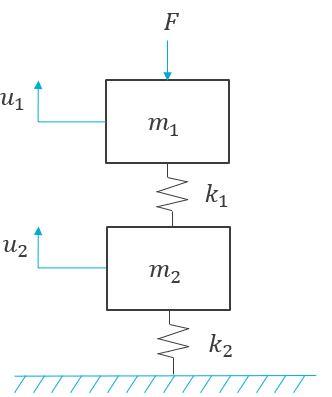 F
u₁
m₁
k₁
u₂
m₂
k₂